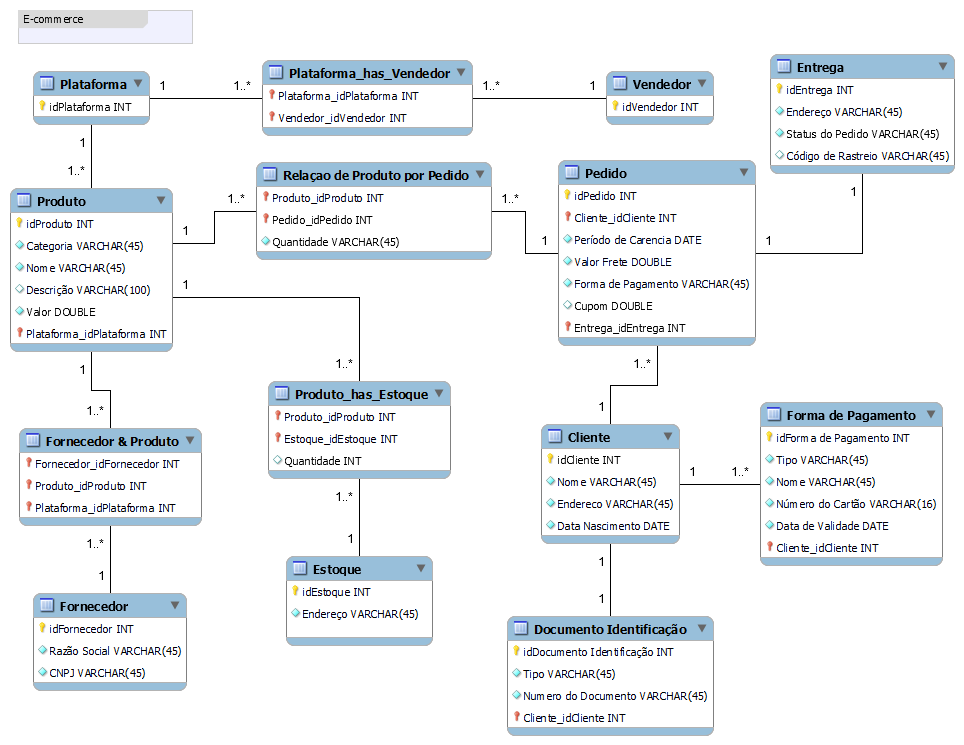 E-commerce
Plataforma
idPlataforma INT
1
1..*
Plataforma_has_Vendedor
Plataforma_idPlataforma INT
Vendedor_idVendedor INT
1..*
1
Vendedor
idVendedor INT
Entrega
idEntrega INT
Endereço VARCHAR(45)
Status do Pedido VARCHAR(45)
Código de Rastreio VARCHAR(45)
1
1
1
1..*
Produto
idProduto INT
Categoria VARCHAR(45)
Nome VARCHAR(45)
Descrição VARCHAR(100)
Valor DOUBLE
Plataforma_idPlataforma INT
1
1..*
Relaçao de Produto por Pedido
Produto_idProduto INT
Pedido_idPedido INT
Quantidade VARCHAR(45)
1..*
1
Pedido
idPedido INT
Cliente_idCliente INT
Período de Carencia DATE
Valor Frete DOUBLE
Forma de Pagamento VARCHAR(45)
Cupom DOUBLE
Entrega_idEntrega INT
1
1..*
Produto_has_Estoque
Produto_idProduto INT
Estoque_idEstoque INT
Quantidade INT
1..*
1
Estoque
idEstoque INT
Endereço VARCHAR(45)
1
1..*
Fornecedor & Produto
Fornecedor_idFornecedor INT
Produto_idProduto INT
Plataforma_idPlataforma INT
1..*
1
Fornecedor
idFornecedor INT
Razão Social VARCHAR(45)
CNPJ VARCHAR(45)
1..*
1
Cliente
idCliente INT
Nome VARCHAR(45)
Endereco VARCHAR(45)
Data Nascimento DATE
1
1..*
Forma de Pagamento
idForma de Pagamento INT
Tipo VARCHAR(45)
Nome VARCHAR(45)
Número do Cartão VARCHAR(16)
Data de Validade DATE
Cliente_idCliente INT
1
1
Documento Identificação
idDocumento Identificação INT
Tipo VARCHAR(45)
Numero do Documento VARCHAR(45)
Cliente_idCliente INT